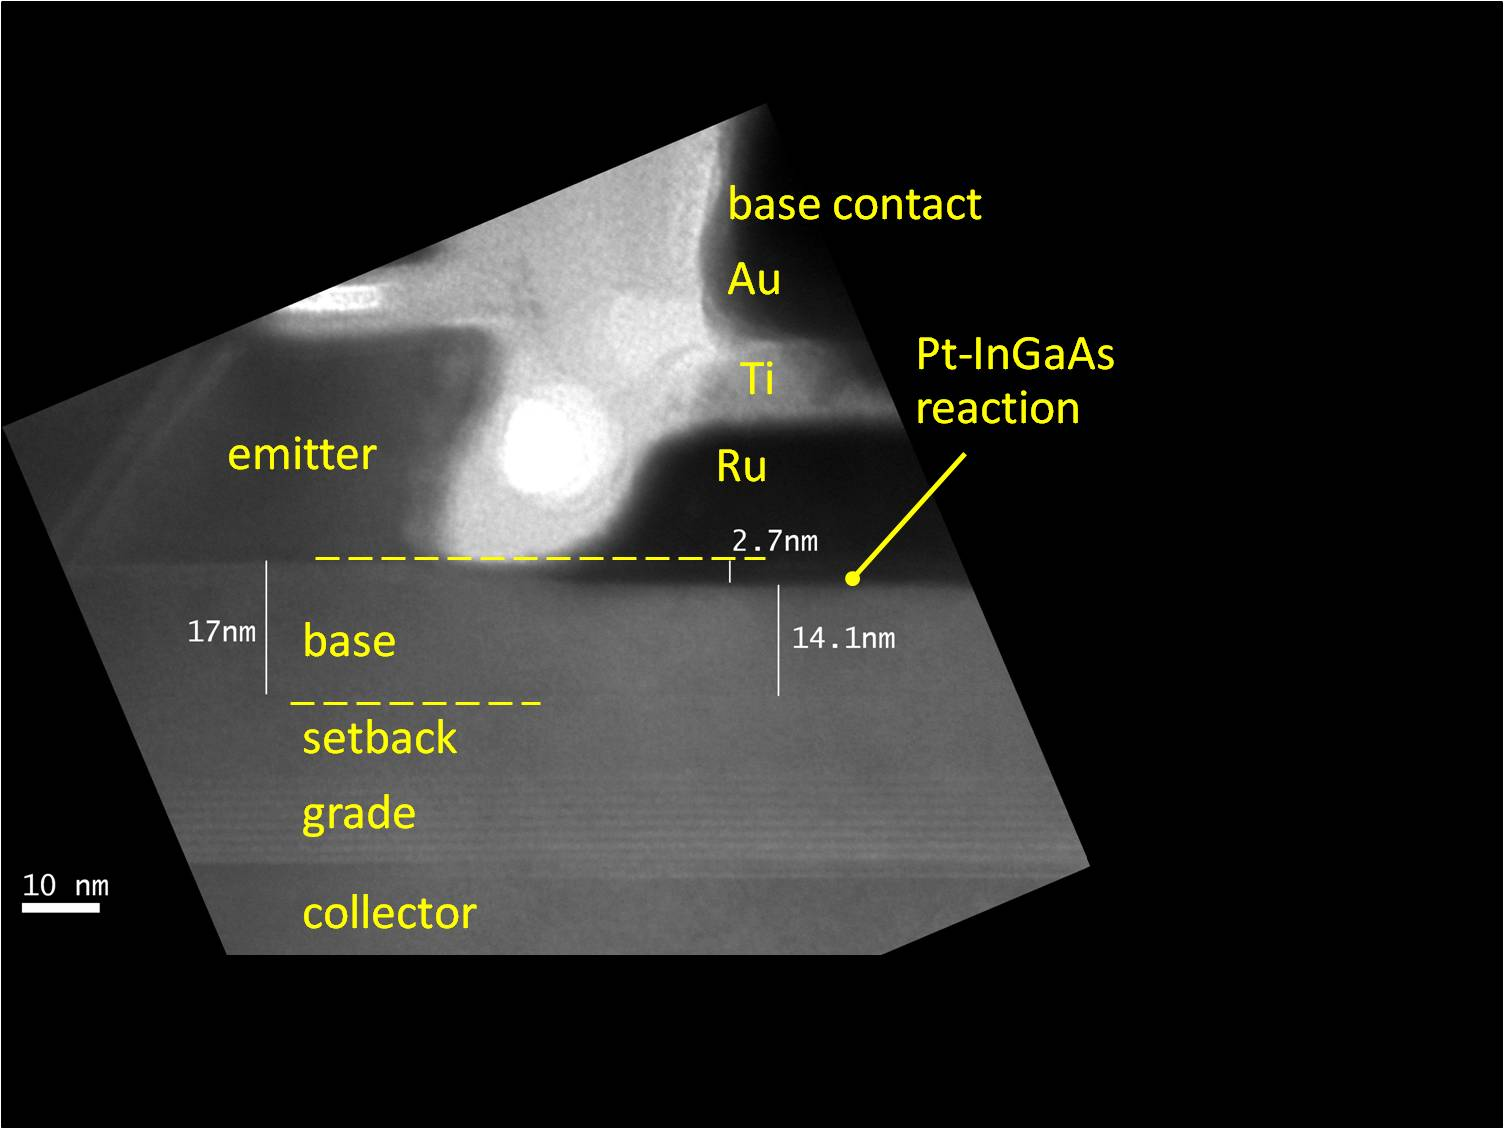 base contact
Au
Pt-InGaAs
reaction
Ti
emitter
Ru
2.7nm
17nm
base
14.1nm
setback
grade
10 nm
collector